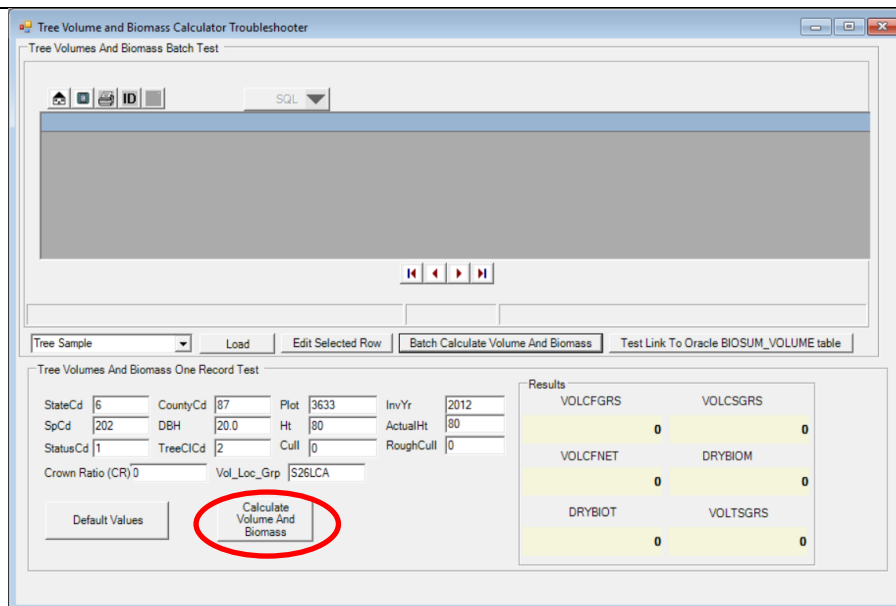 Tree Volume and Biomass Calculator Troubleshooter
Tree Volumes And Biomass Batch Test
ID
SQL
Tree Sample
Load
Edit Selected Row
Batch Calculate Volume And Biomass
Test Link To Oracle BIOSUM_VOLUME table
Tree Volumes And Biomass One Record Test
StateCd 6 CountyCd 87 Plot 3633 InvYr 2012
SpCd 202 DBH 20.0 Ht 80 ActualHt 80
StatusCd 1 TreeClCd 2 Cull 0 RoughCull 0
Crown Ratio (CR) 0 Vol_Loc_Grp S26LCA
Default Values
Calculate
Volume And
Biomass
Results
VOLCFGRS VOLCSGRS
0 0
VOLCFNET DRYBIOM
0 0
DRYBIOT VOLTSGRS
0 0